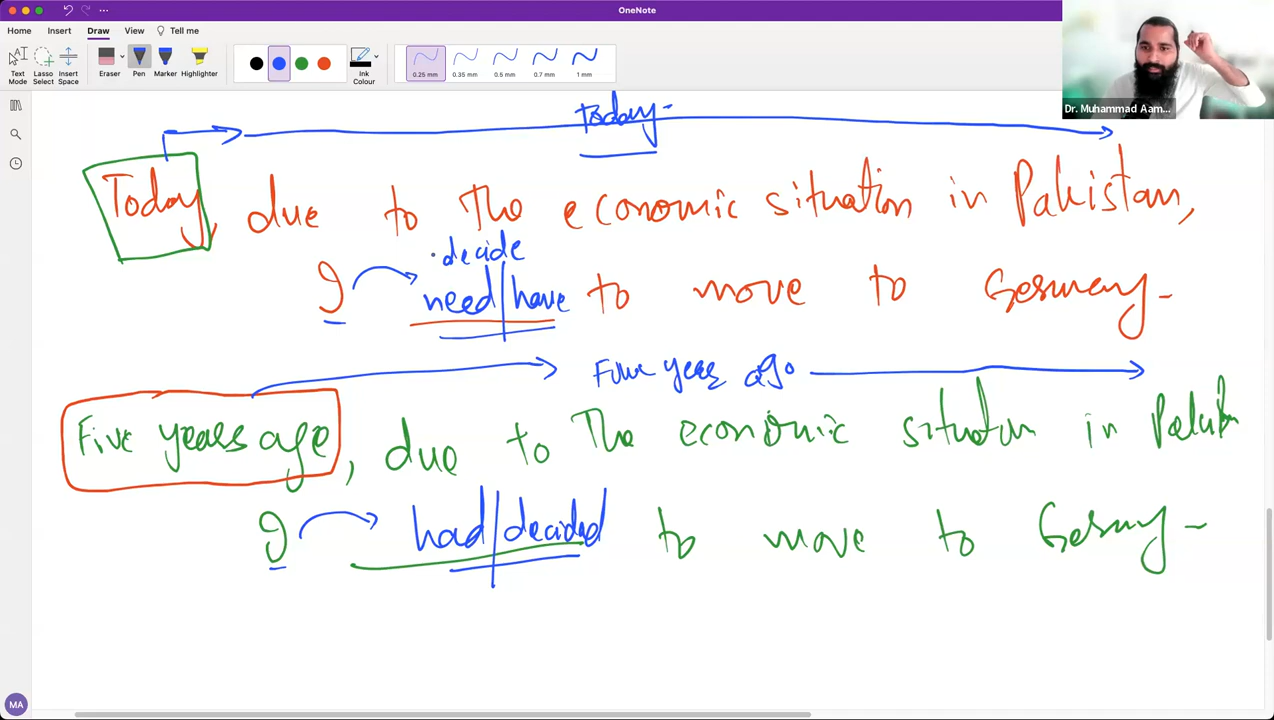 OneNote
Home Insert Draw View Tell me
Text Mode Lasso Select Insert Space Eraser Pen Marker Highlighter Ink Colour 0.25 mm 0.35 mm 0.5 mm 0.7 mm 1 mm
Dr. Muhammad Aam...
Today
Today, due to the economic situation in Pakistan,
decide
I need | have to move to Germany.
Five years ago
Five years ago, due to the economic situation in
I had | decided to move to Germany.
MA